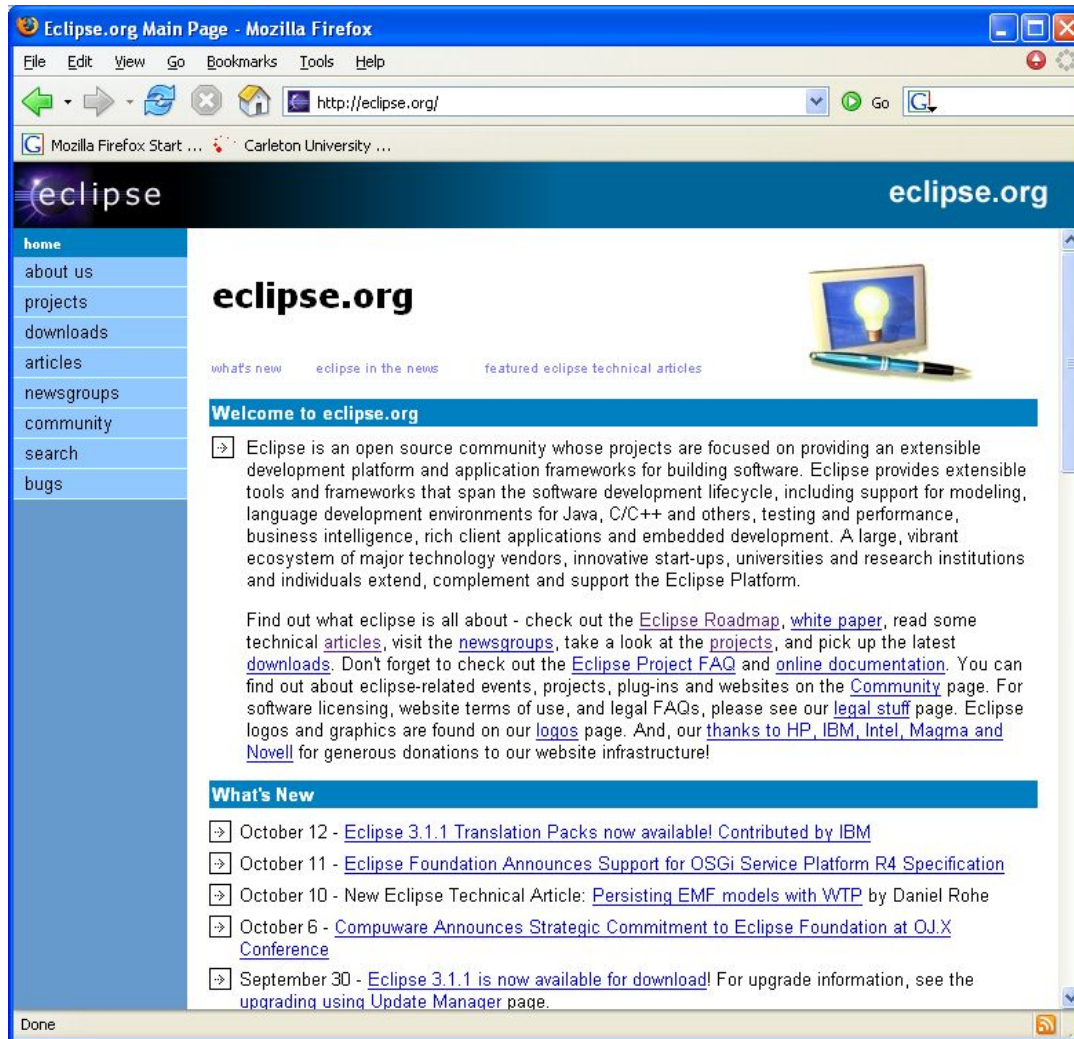 Eclipse.org Main Page - Mozilla Firefox
File Edit View Go Bookmarks Tools Help
http://eclipse.org/ Go G
Mozilla Firefox Start ... Carleton University ...
eclipse eclipse.org
home
about us
projects
downloads
articles
newsgroups
community
search
bugs
eclipse.org
what's new eclipse in the news featured eclipse technical articles
Welcome to eclipse.org
Eclipse is an open source community whose projects are focused on providing an extensible
development platform and application frameworks for building software. Eclipse provides extensible
tools and frameworks that span the software development lifecycle, including support for modeling,
language development environments for Java, C/C++ and others, testing and performance,
business intelligence, rich client applications and embedded development. A large, vibrant
ecosystem of major technology vendors, innovative start-ups, universities and research institutions
and individuals extend, complement and support the Eclipse Platform.
Find out what eclipse is all about - check out the Eclipse Roadmap, white paper, read some
technical articles, visit the newsgroups, take a look at the projects, and pick up the latest
downloads. Don't forget to check out the Eclipse Project FAQ and online documentation. You can
find out about eclipse-related events, projects, plug-ins and websites on the Community page. For
software licensing, website terms of use, and legal FAQs, please see our legal stuff page. Eclipse
logos and graphics are found on our logos page. And, our thanks to HP, IBM, Intel, Magma and
Novell for generous donations to our website infrastructure!
What's New
October 12 - Eclipse 3.1.1 Translation Packs now available! Contributed by IBM
October 11 - Eclipse Foundation Announces Support for OSGi Service Platform R4 Specification
October 10 - New Eclipse Technical Article: Persisting EMF models with WTP by Daniel Rohe
October 6 - Compuware Announces Strategic Commitment to Eclipse Foundation at OJ.X
Conference
September 30 - Eclipse 3.1.1 is now available for download! For upgrade information, see the
upgrading using Update Manager page.
Done